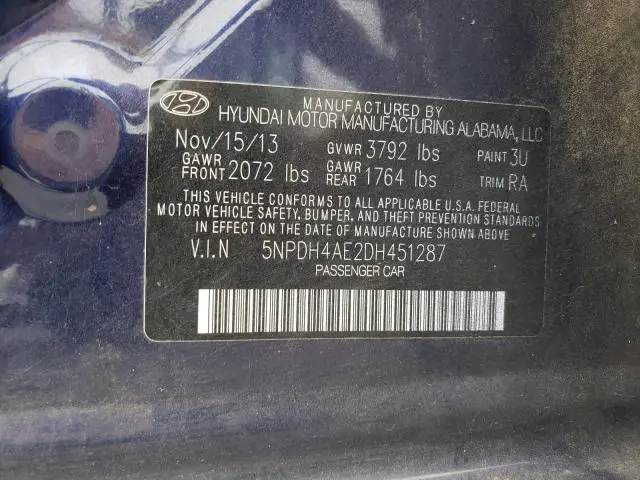 MANUFACTURED BY
HYUNDAI MOTOR MANUFACTURING ALABAMA, LLC
Nov/15/13 GVWR 3792 lbs PAINT 3U
GAWR FRONT 2072 lbs GAWR REAR 1764 lbs TRIM RA
THIS VEHICLE CONFORMS TO ALL APPLICABLE U.S.A. FEDERAL
MOTOR VEHICLE SAFETY, BUMPER, AND THEFT PREVENTION STANDARDS
IN EFFECT ON THE DATE OF MANUFACTURE SHOWN ABOVE.
V.I.N 5NPDH4AE2DH451287
PASSENGER CAR